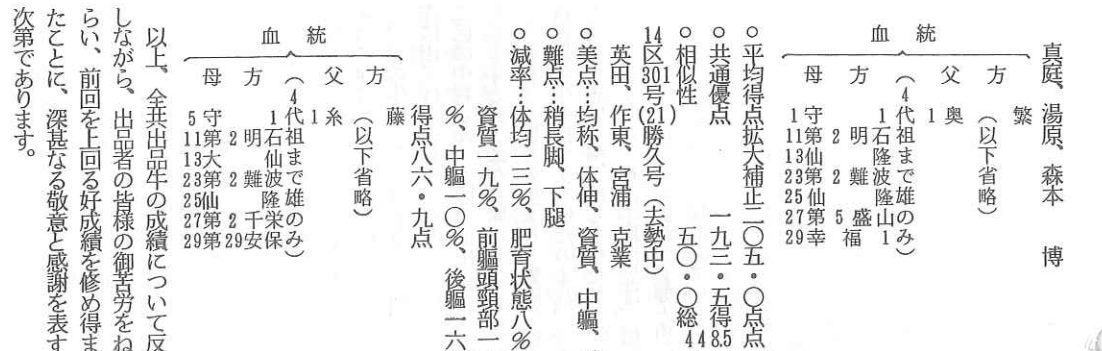 真庭、湯原、森本 博
血統
父方
1奥繁
(以下省略)
母方
(4代祖まで雄のみ)
1守1
11第2明石
13仙隆
23第2難波
25仙隆
27第5盛山
29幸福1
○平均得点拡大補正二〇五・〇点
○共通優点 一九三・五
○相似性 五〇・〇
総得点448.5点
14区301号(21)勝久号(去勢中)
英田、作東、宮浦 克業
○美点…均称、体伸、資質、中軀、
○難点…稍長脚、下腿
○減率…体均一三%、肥育状態八%
資質一九%、前軀頭頸部一
%、中軀一〇%、後軀一六
得点八六・九点
血統
父方
1糸藤
(以下省略)
母方
(4代祖まで雄のみ)
5守1
11第2明石
13大仙
23第2難波
25仙隆
27第2千栄
29第29安保
以上、全共出品牛の成績について反
しながら、出品者の皆様の御苦労をね
らい、前回を上回る好成績を修め得ま
たことに、深甚なる敬意と感謝を表す
次第であります。